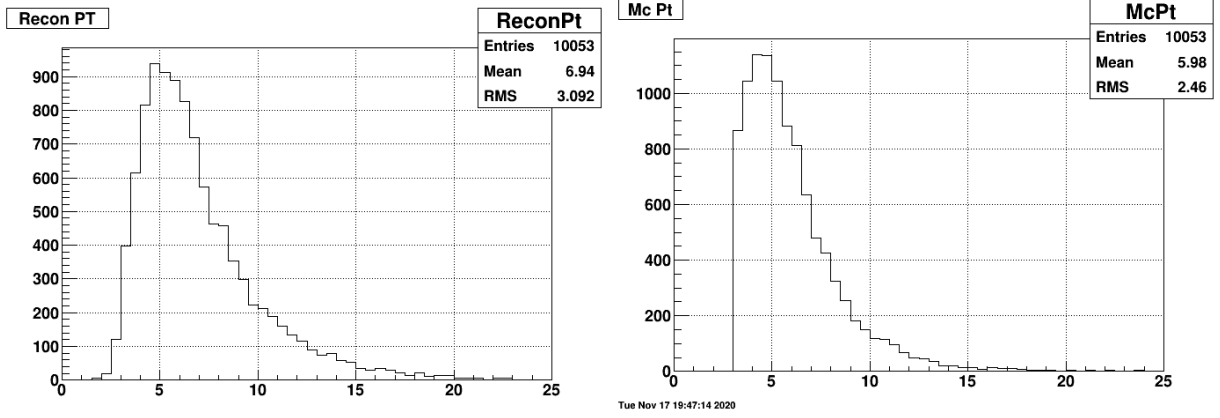 Recon PT
ReconPt
Entries 10053
Mean 6.94
RMS 3.092
900
800
700
600
500
400
300
200
100
0
0 5 10 15 20 25
Mc Pt
McPt
Entries 10053
Mean 5.98
RMS 2.46
1000
800
600
400
200
0
0 5 10 15 20 25
Tue Nov 17 19:47:14 2020